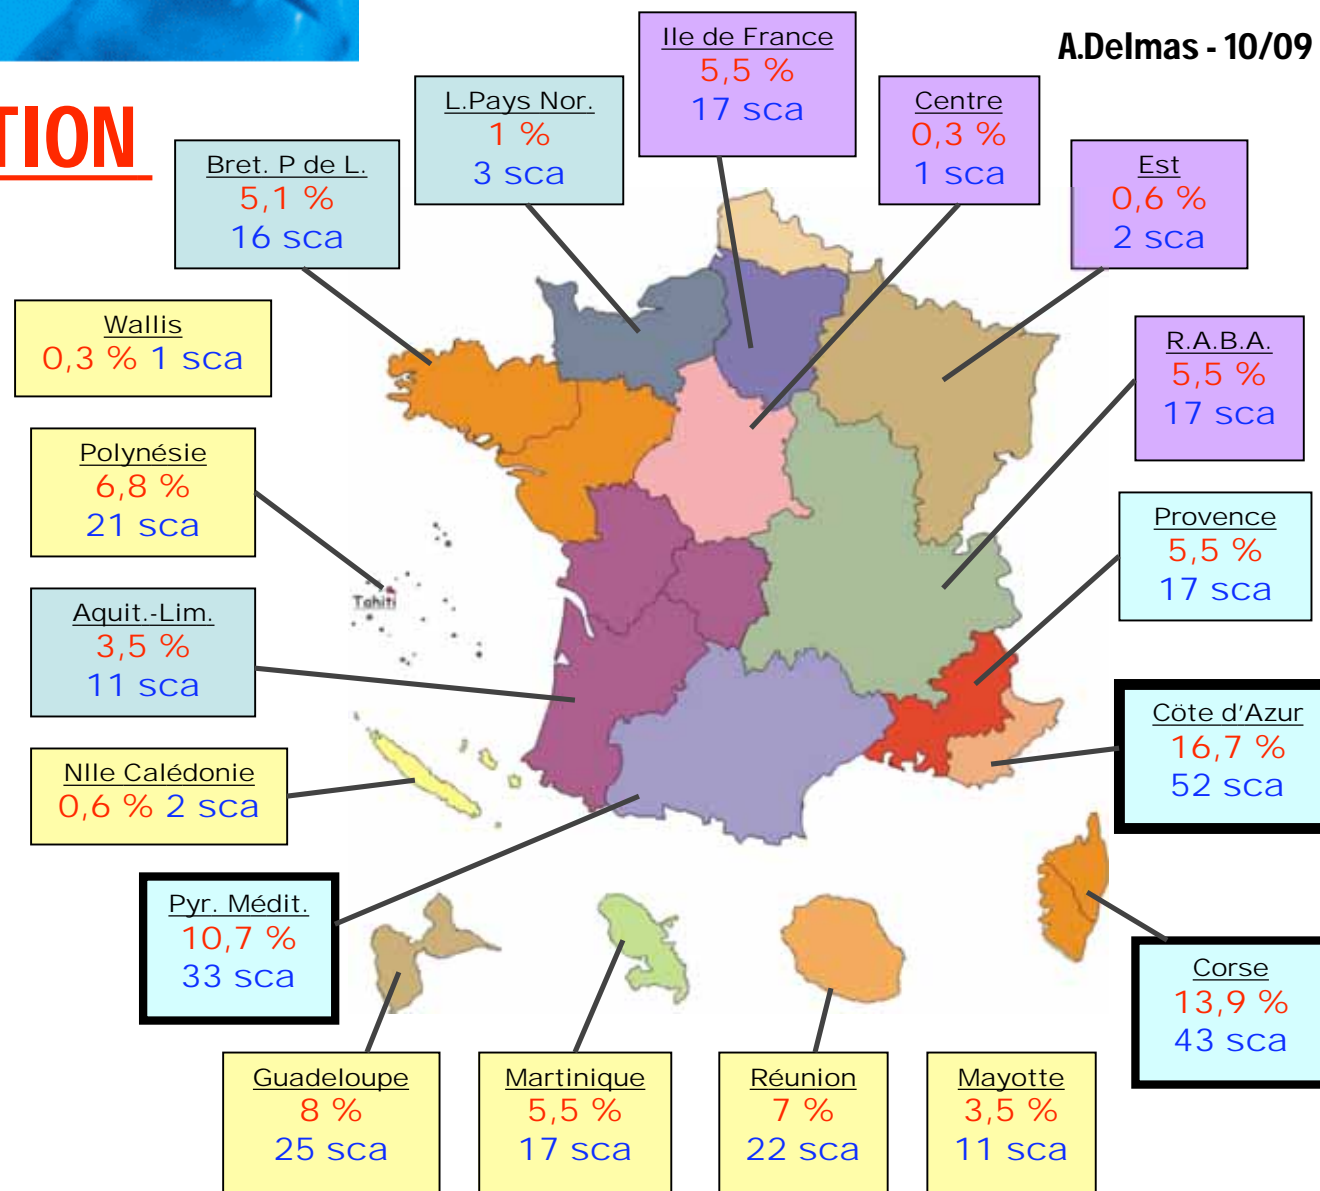 A.Delmas - 10/09
TION
Ile de France
5,5 %
17 sca
L.Pays Nor.
1 %
3 sca
Centre
0,3 %
1 sca
Bret. P de L.
5,1 %
16 sca
Est
0,6 %
2 sca
Wallis
0,3 % 1 sca
R.A.B.A.
5,5 %
17 sca
Polynésie
6,8 %
21 sca
Provence
5,5 %
17 sca
Tahiti
Aquit.-Lim.
3,5 %
11 sca
Cöte d'Azur
16,7 %
52 sca
Nlle Calédonie
0,6 % 2 sca
Pyr. Médit.
10,7 %
33 sca
Corse
13,9 %
43 sca
Guadeloupe
8 %
25 sca
Martinique
5,5 %
17 sca
Réunion
7 %
22 sca
Mayotte
3,5 %
11 sca